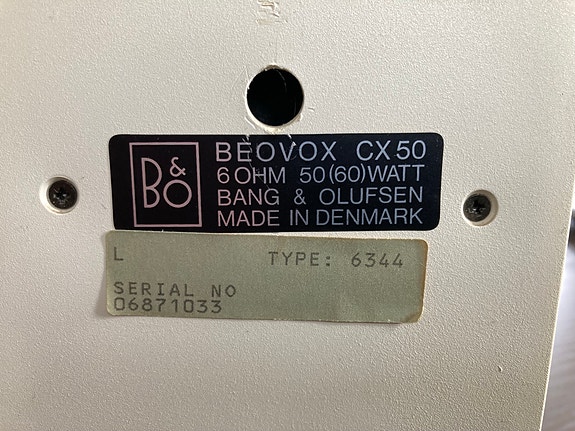 B&O
BEOVOX CX50
6 OHM 50(60)WATT
BANG & OLUFSEN
MADE IN DENMARK
L TYPE: 6344
SERIAL NO
06871033